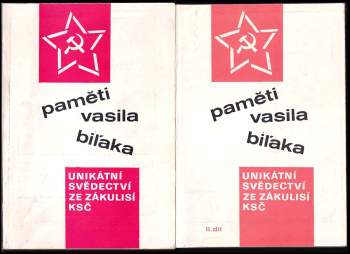 paměti
vasila
biľaka
UNIKÁTNÍ
SVĚDECTVÍ
ZE ZÁKULISÍ
KSČ
paměti
vasila
biľaka
UNIKÁTNÍ
SVĚDECTVÍ
ZE ZÁKULISÍ
KSČ
II. díl